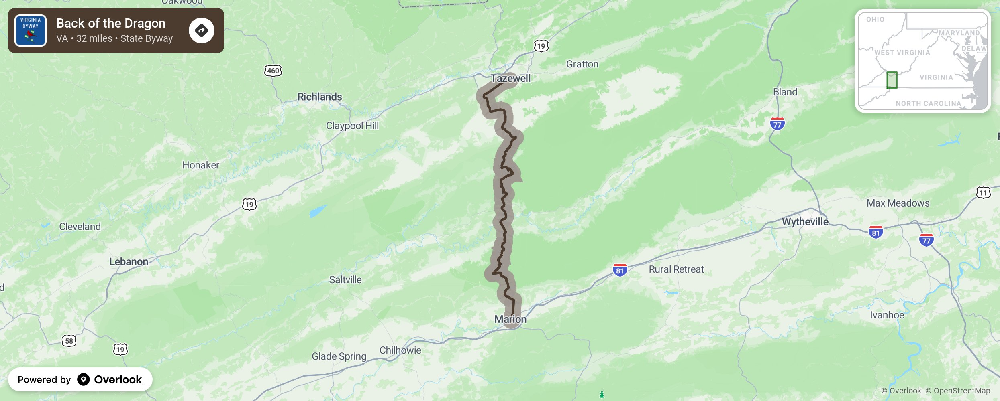 Oakwood
VIRGINIA
BYWAY
Back of the Dragon
VA • 32 miles • State Byway
OHIO
MARYLAND
DELAW
WEST VIRGINIA
VIRGINIA
NORTH CAROLINA
19
Gratton
460
Tazewell
Richlands
Bland
Claypool Hill
77
Honaker
11
19
Max Meadows
Cleveland
Wytheville
81
77
Lebanon
81
Rural Retreat
Saltville
d
Ivanhoe
Marion
58
19
Chilhowie
Glade Spring
Powered by Overlook
© Overlook © OpenStreetMap